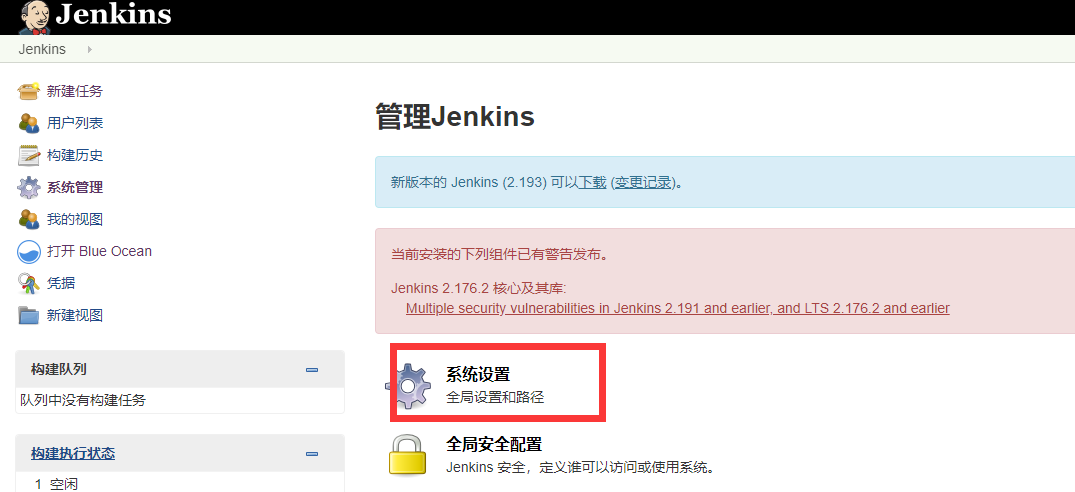 Jenkins
Jenkins
新建任务
用户列表
构建历史
系统管理
我的视图
打开 Blue Ocean
凭据
新建视图
构建队列
队列中没有构建任务
构建执行状态
1 空闲
管理Jenkins
新版本的 Jenkins (2.193) 可以下载 (变更记录)。
当前安装的下列组件已有警告发布。
Jenkins 2.176.2 核心及其库:
Multiple security vulnerabilities in Jenkins 2.191 and earlier, and LTS 2.176.2 and earlier
系统设置
全局设置和路径
全局安全配置
Jenkins 安全，定义谁可以访问或使用系统。